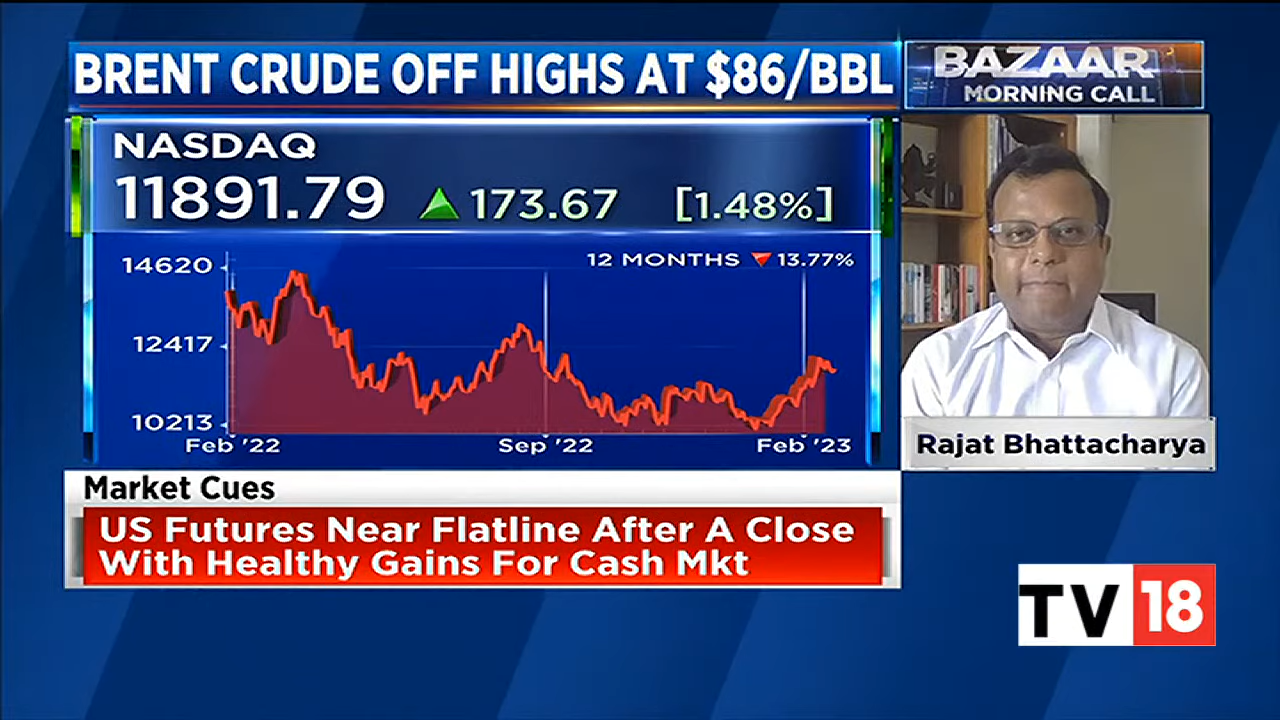 BRENT CRUDE OFF HIGHS AT $86/BBL
BAZAAR
MORNING CALL
NASDAQ
11891.79 ▲ 173.67 [1.48%]
12 MONTHS ▼ 13.77%
14620
12417
10213
Feb '22 Sep '22 Feb '23
Rajat Bhattacharya
Market Cues
US Futures Near Flatline After A Close
With Healthy Gains For Cash Mkt
TV 18